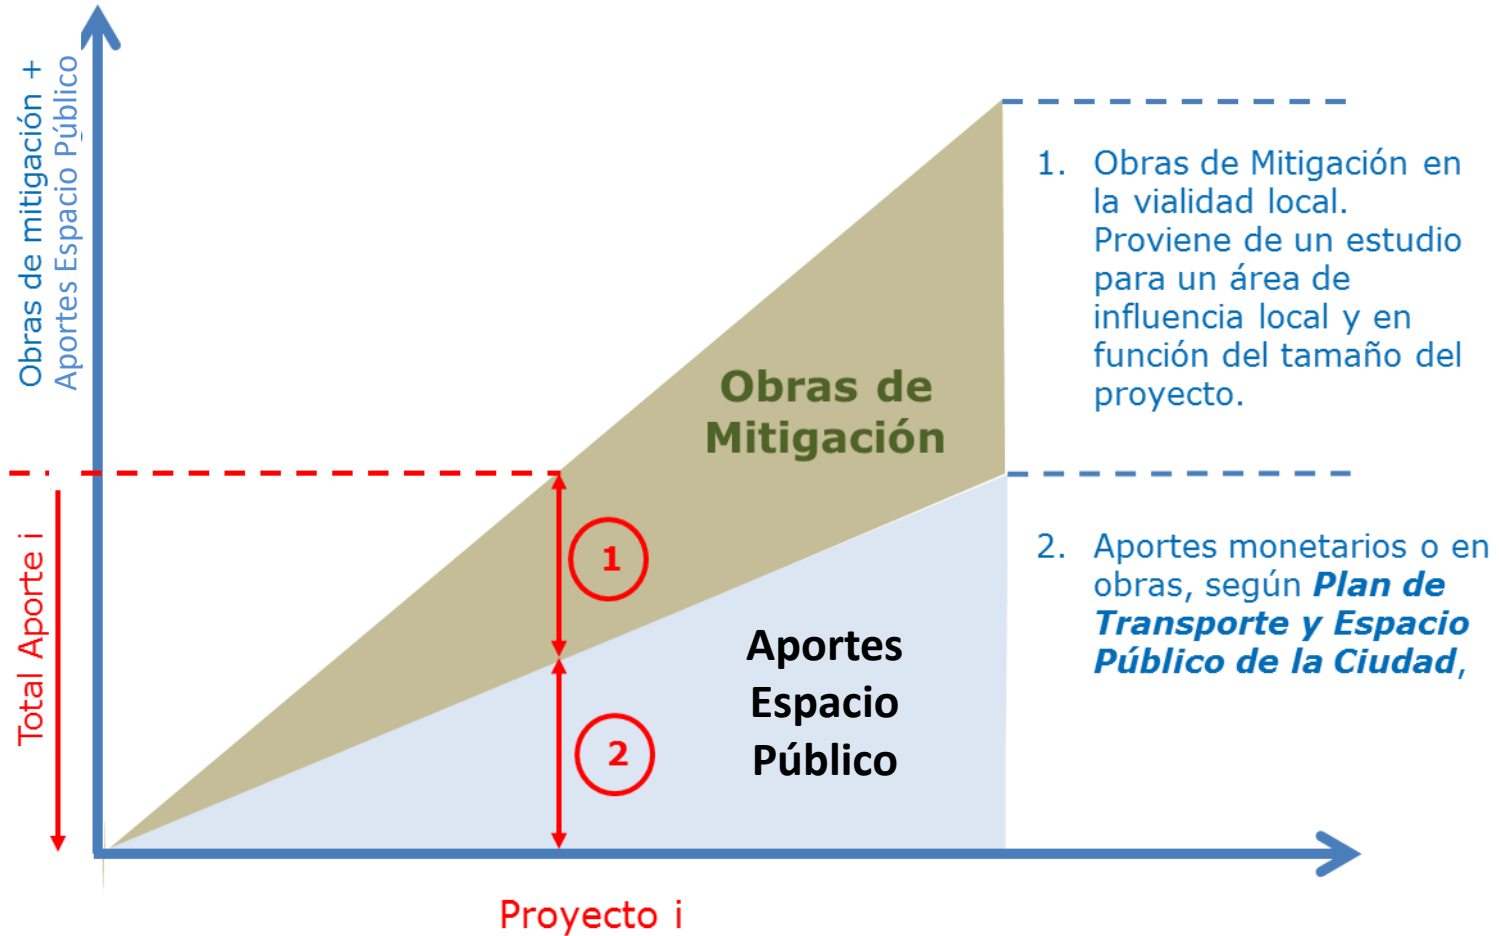 Obras de mitigación +
Aportes Espacio Público
1. Obras de Mitigación en
la vialidad local.
Proviene de un estudio
para un área de
influencia local y en
función del tamaño del
proyecto.
Obras de
Mitigación
Total Aporte i
1
2. Aportes monetarios o en
obras, según Plan de
Transporte y Espacio
Público de la Ciudad,
Aportes
Espacio
Público
2
Proyecto i